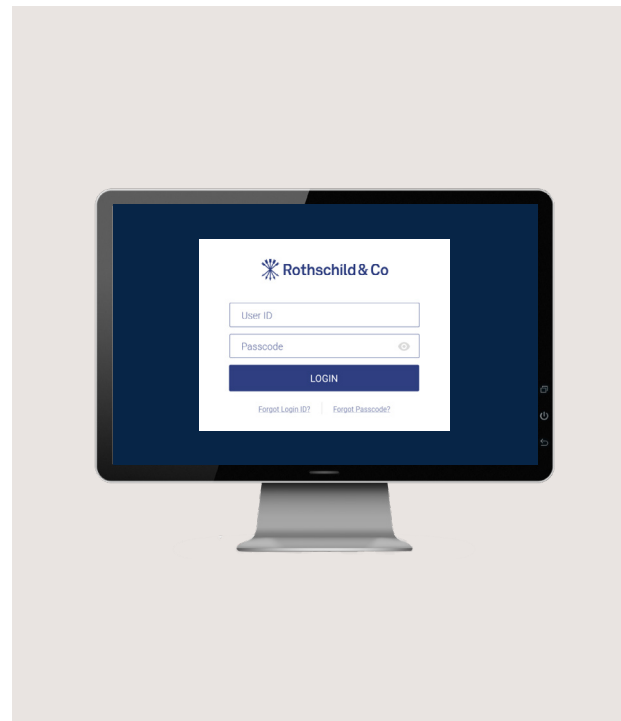 Rothschild & Co
User ID
Passcode
LOGIN
Forgot Login ID? Forgot Passcode?